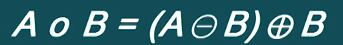 A o B = (A ⊖ B) ⊕ B